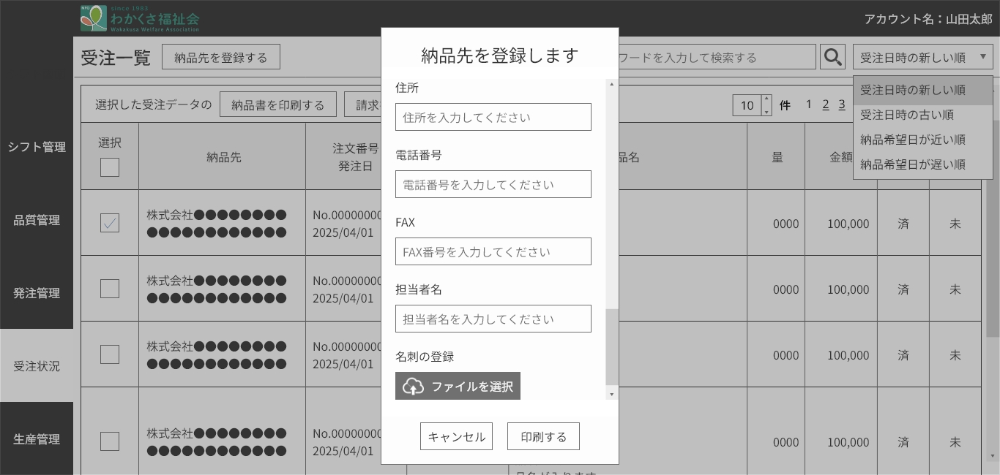 NPO
since 1983
わかくさ福祉会
Wakakusa Welfare Association
アカウント名：山田太郎
シフト管理
品質管理
発注管理
受注状況
生産管理
受注一覧
納品先を登録する
ワードを入力して検索する
受注日時の新しい順 ▼
受注日時の新しい順
受注日時の古い順
納品希望日が近い順
納品希望日が遅い順
選択した受注データの
納品書を印刷する
請求
10 件 1 2 3
選択
納品先
注文番号
発注日
品名
量
金額
株式会社●●●●●●●●
●●●●●●●●●●●●
No.00000000
2025/04/01
0000
100,000
済
未
株式会社●●●●●●●●
●●●●●●●●●●●●
No.00000000
2025/04/01
0000
100,000
済
未
株式会社●●●●●●●●
●●●●●●●●●●●●
No.00000000
2025/04/01
0000
100,000
済
未
株式会社●●●●●●●●
●●●●●●●●●●●●
No.00000000
2025/04/01
0000
100,000
済
未
品名が入ります
納品先を登録します
住所
住所を入力してください
電話番号
電話番号を入力してください
FAX
FAX番号を入力してください
担当者名
担当者名を入力してください
名刺の登録
ファイルを選択
キャンセル
印刷する